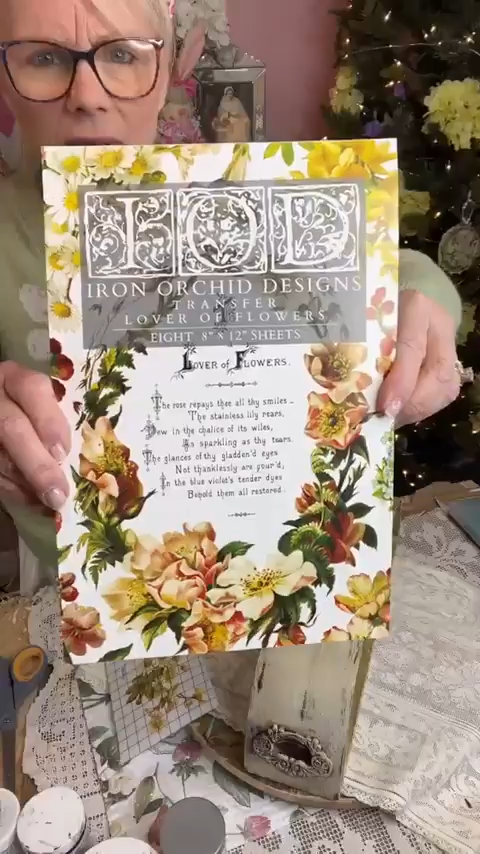 IOD
IRON ORCHID DESIGNS
TRANSFER
LOVER OF FLOWERS
EIGHT 8" x 12" SHEETS
Lover of Flowers.
The rose repays thee all thy smiles –
The stainless lily rears,
Dew in the chalice of its wiles,
As sparkling as thy tears.
The glances of thy gladden'd eyes
Not thanklessly are pour'd;
In the blue violet's tender dyes
Behold them all restored.